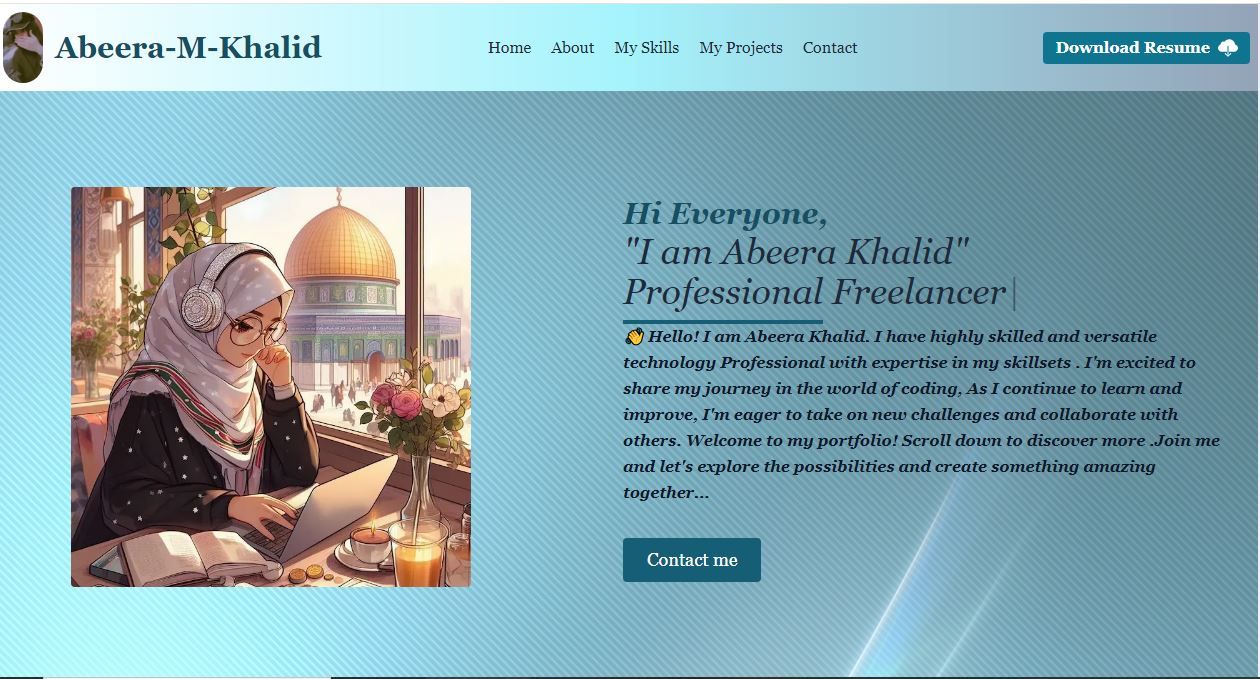 Abeera-M-Khalid
Home About My Skills My Projects Contact
Download Resume
Hi Everyone,
"I am Abeera Khalid"
Professional Freelancer|
👋 Hello! I am Abeera Khalid. I have highly skilled and versatile
technology Professional with expertise in my skillsets . I'm excited to
share my journey in the world of coding, As I continue to learn and
improve, I'm eager to take on new challenges and collaborate with
others. Welcome to my portfolio! Scroll down to discover more .Join me
and let's explore the possibilities and create something amazing
together...
Contact me